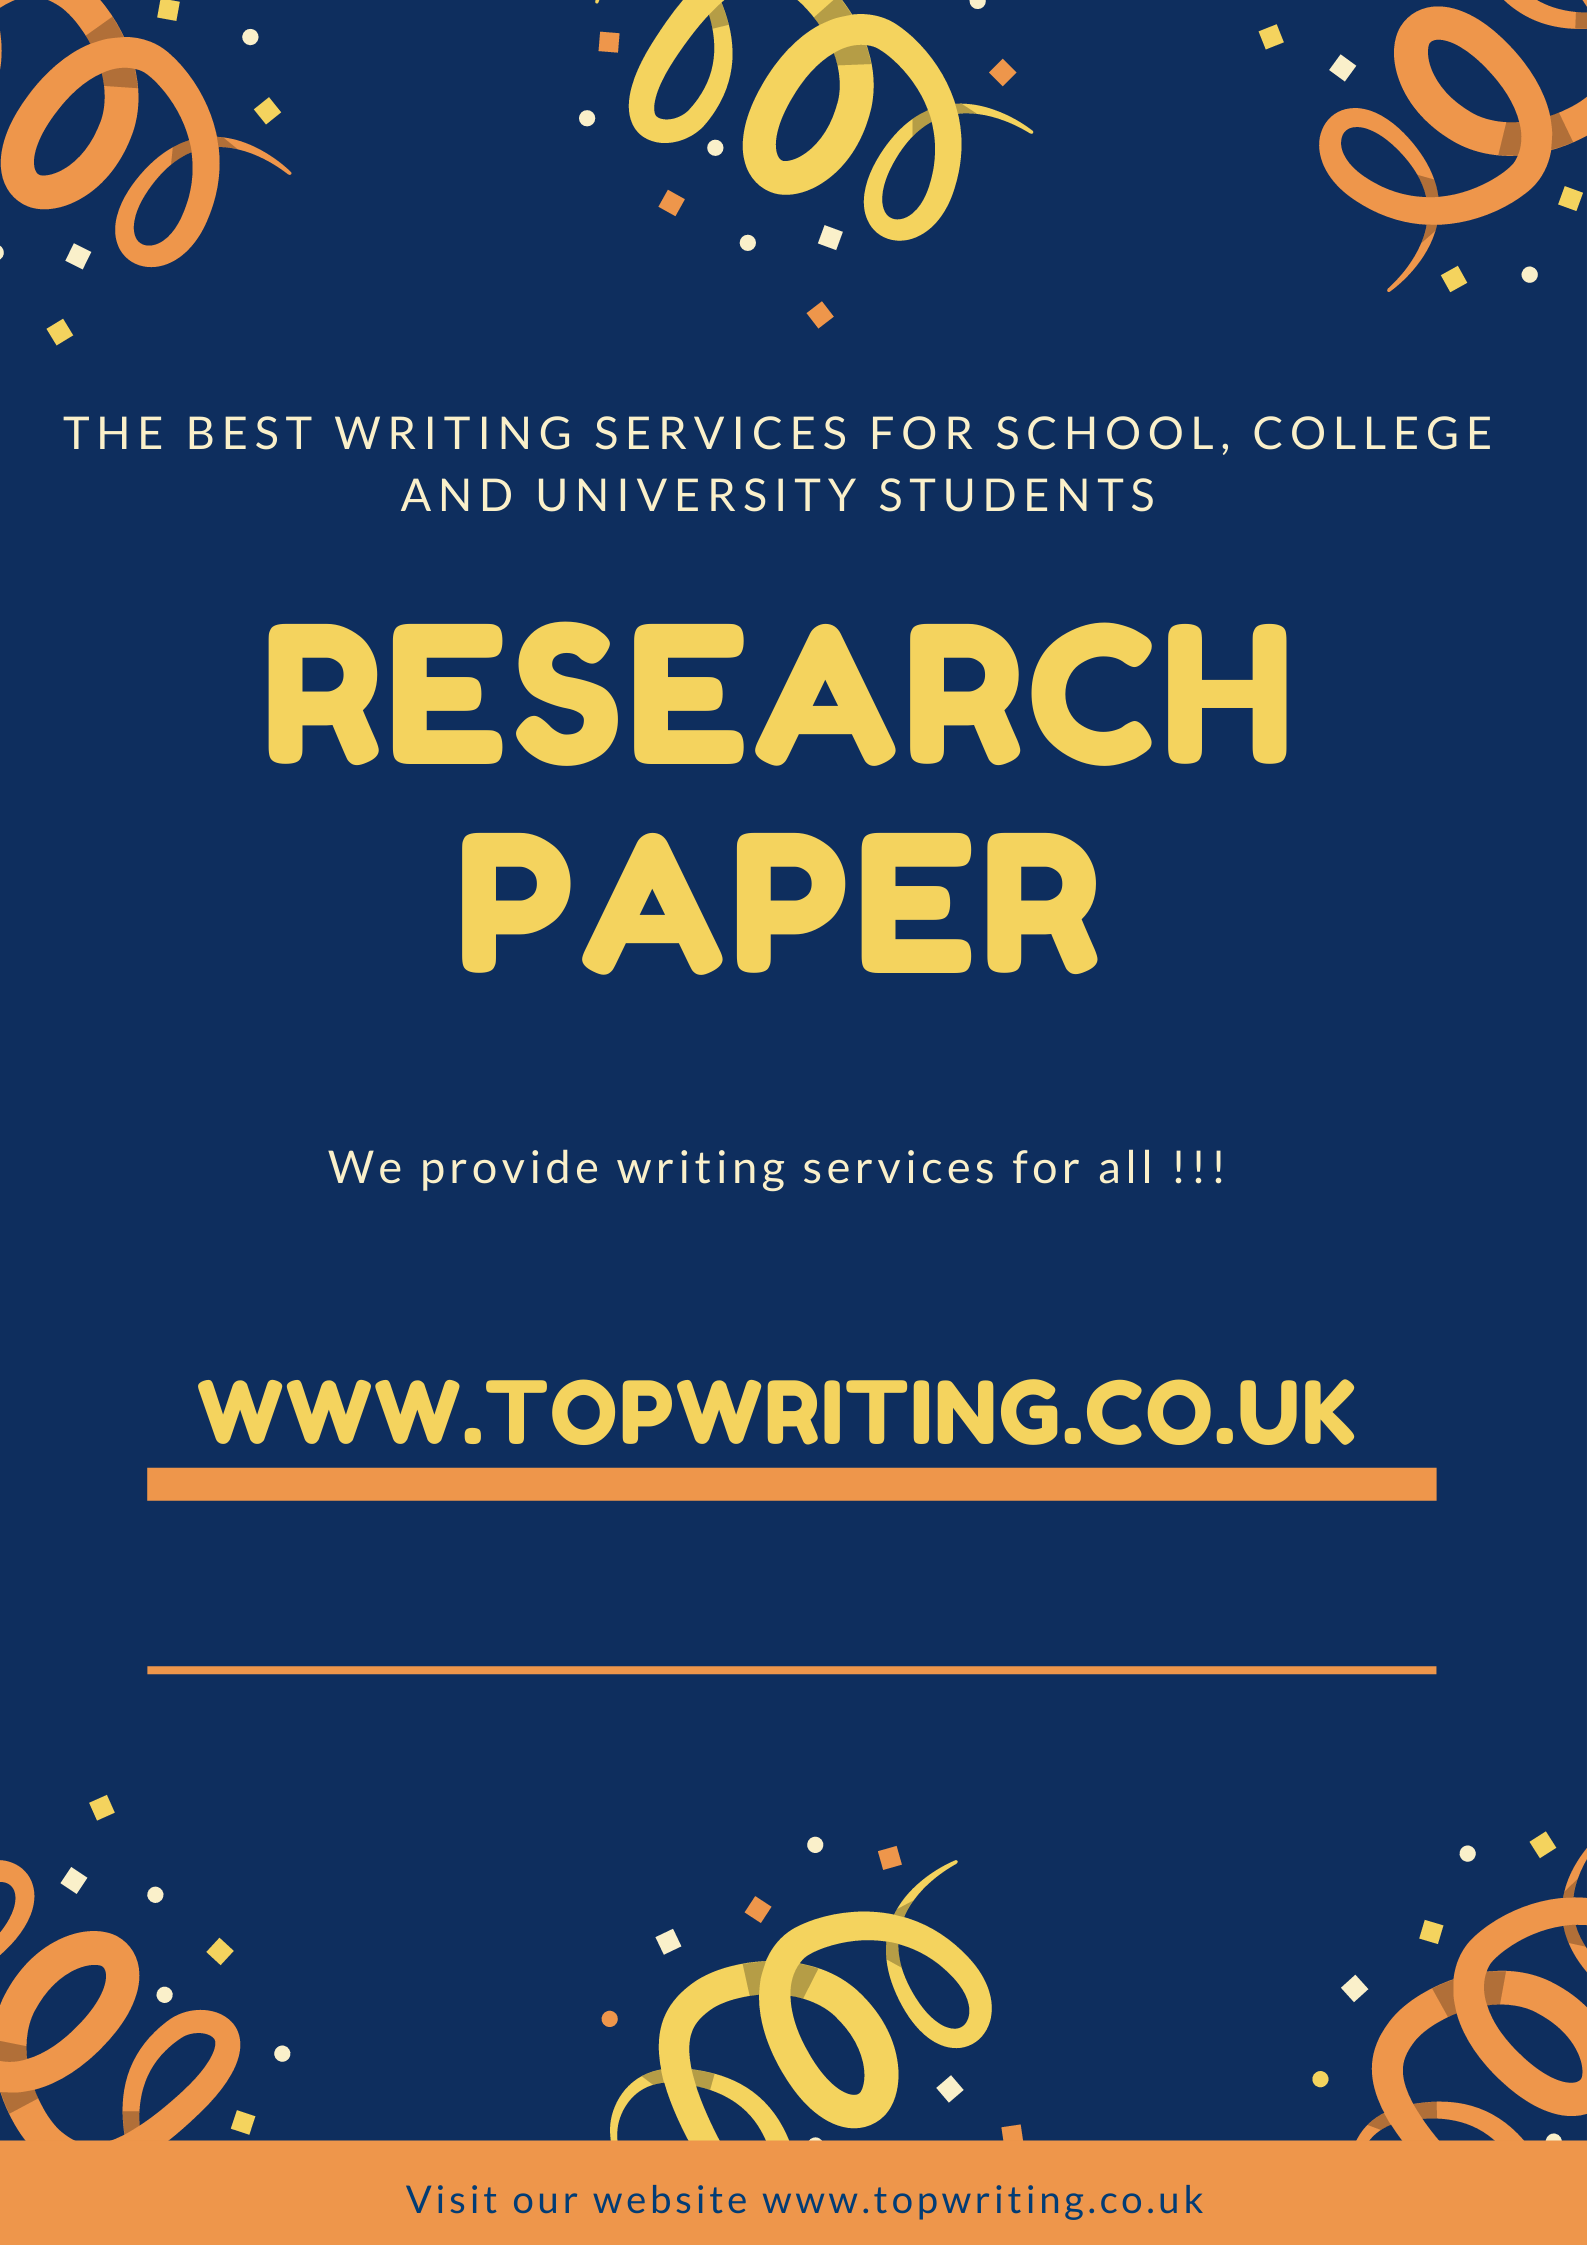 THE BEST WRITING SERVICES FOR SCHOOL, COLLEGE
AND UNIVERSITY STUDENTS
RESEARCH
PAPER
We provide writing services for all !!!
WWW.TOPWRITING.CO.UK
Visit our website www.topwriting.co.uk